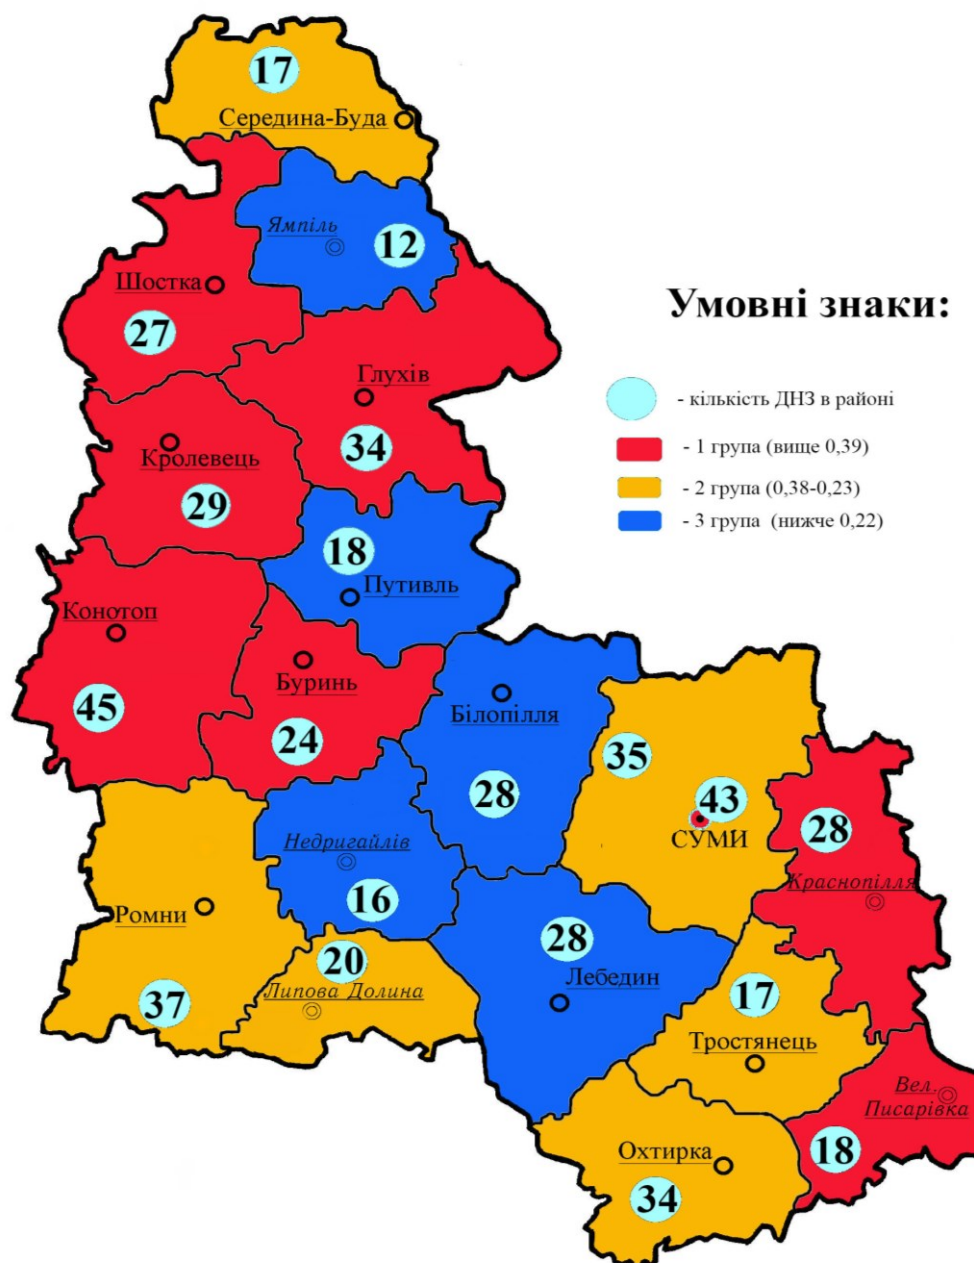 17
Середина-Буда
Ямпіль
12
Шостка
27
Умовні знаки:
Глухів
- кількість ДНЗ в районі
34
Кролевець
- 1 група (вище 0,39)
29
- 2 група (0,38-0,23)
- 3 група (нижче 0,22)
18
Путивль
Конотоп
Буринь
45
Білопілля
24
35
28
43
СУМИ
28
Недригайлів
Краснопілля
16
Ромни
28
20
Лебедин
Липова Долина
17
37
Тростянець
Вел.
Писарівка
Охтирка
18
34